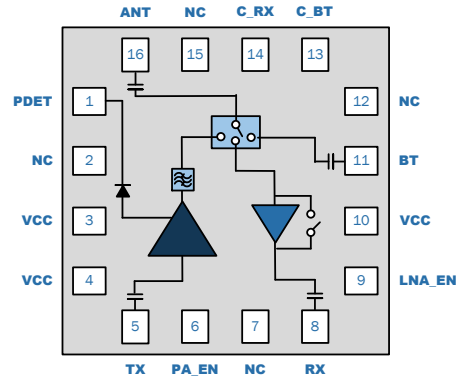 ANT NC C_RX C_BT
16 15 14 13
PDET 1 12 NC
NC 2 11 BT
VCC 3 10 VCC
VCC 4 9 LNA_EN
5 6 7 8
TX PA_EN NC RX